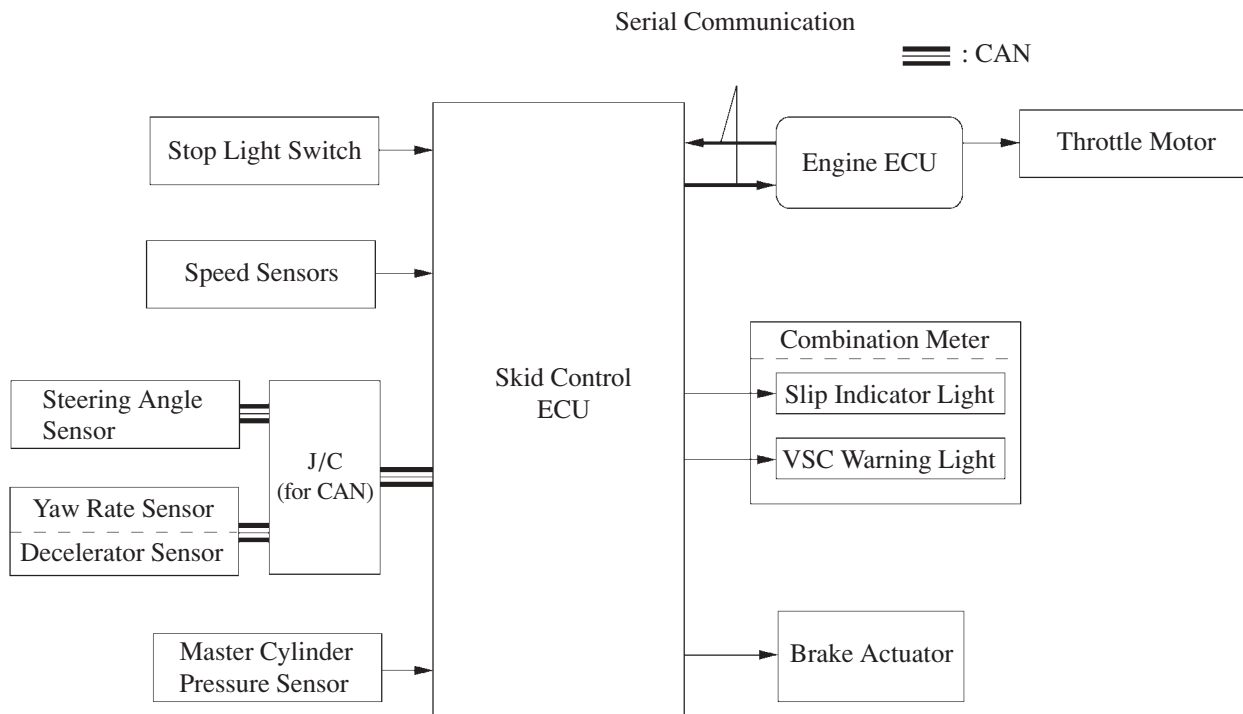 Serial Communication
: CAN
Stop Light Switch
Engine ECU
Throttle Motor
Speed Sensors
Combination Meter
Slip Indicator Light
VSC Warning Light
Skid Control
ECU
Steering Angle
Sensor
J/C
(for CAN)
Yaw Rate Sensor
Decelerator Sensor
Master Cylinder
Pressure Sensor
Brake Actuator